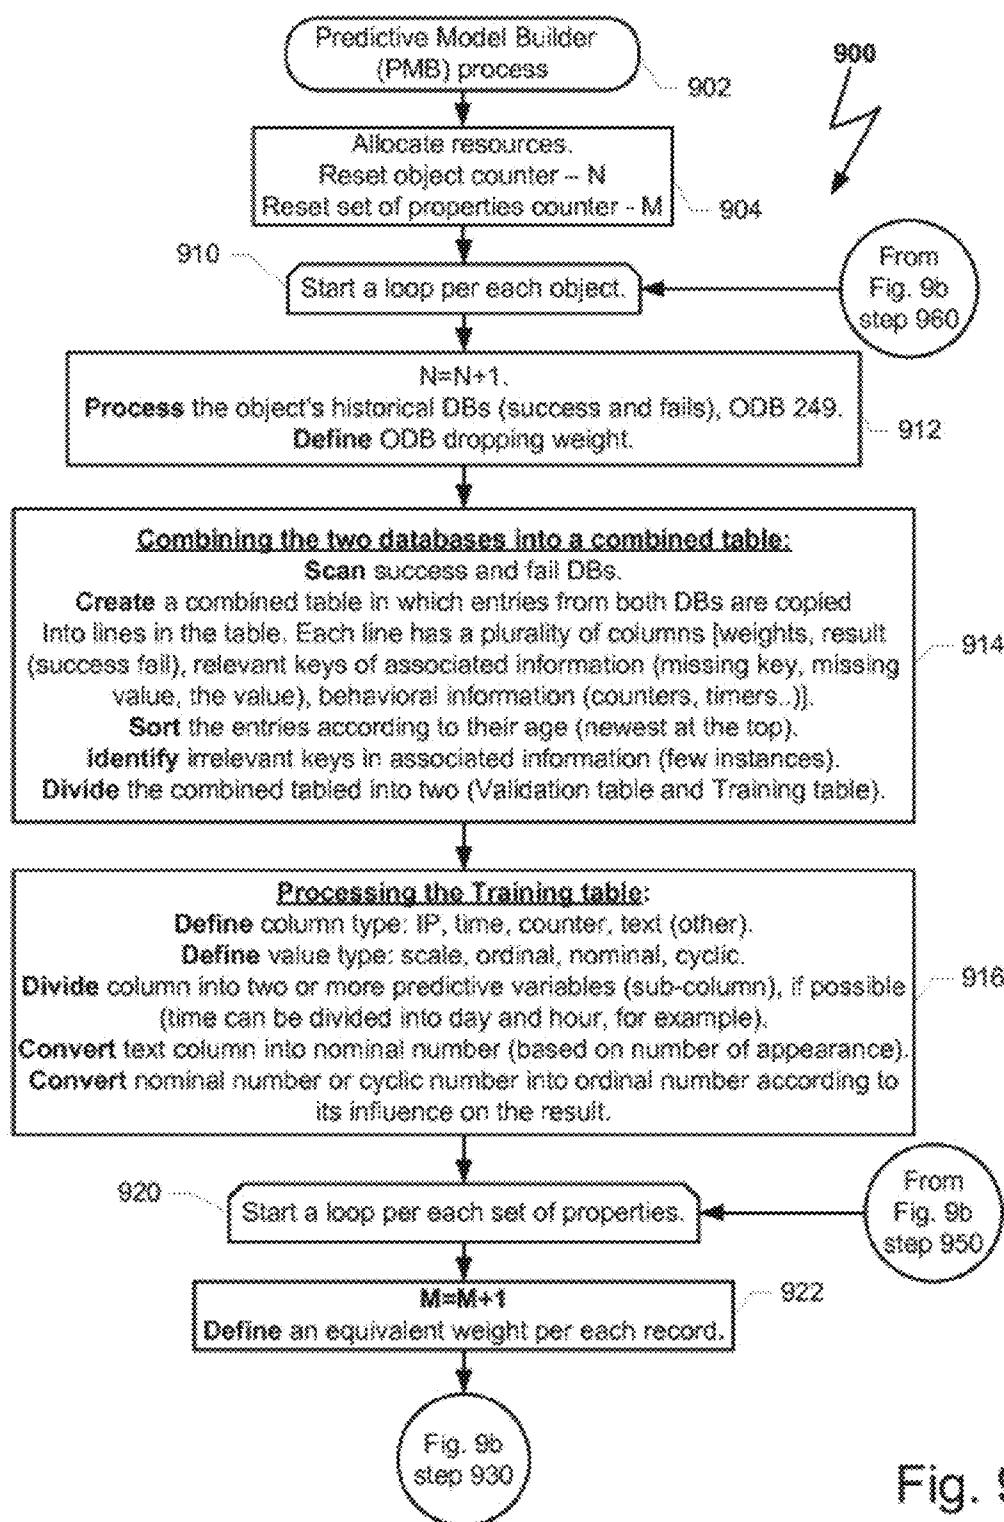 Predictive Model Builder
(PMB) process
902
900
Allocate resources.
Reset object counter – N
Reset set of properties counter - M
904
910
Start a loop per each object.
From
Fig. 9b
step 960
N=N+1.
Process the object's historical DBs (success and fails), ODB 249.
Define ODB dropping weight.
912
Combining the two databases into a combined table:
Scan success and fail DBs.
Create a combined table in which entries from both DBs are copied
Into lines in the table. Each line has a plurality of columns [weights, result
(success fail), relevant keys of associated information (missing key, missing
value, the value), behavioral information (counters, timers..)].
Sort the entries according to their age (newest at the top).
Identify irrelevant keys in associated information (few instances).
Divide the combined tabled into two (Validation table and Training table).
914
Processing the Training table:
Define column type: IP, time, counter, text (other).
Define value type: scale, ordinal, nominal, cyclic.
Divide column into two or more predictive variables (sub-column), if possible
(time can be divided into day and hour, for example).
Convert text column into nominal number (based on number of appearance).
Convert nominal number or cyclic number into ordinal number according to
its influence on the result.
916
920
Start a loop per each set of properties.
From
Fig. 9b
step 950
M=M+1
Define an equivalent weight per each record.
922
Fig. 9b
step 930
Fig.